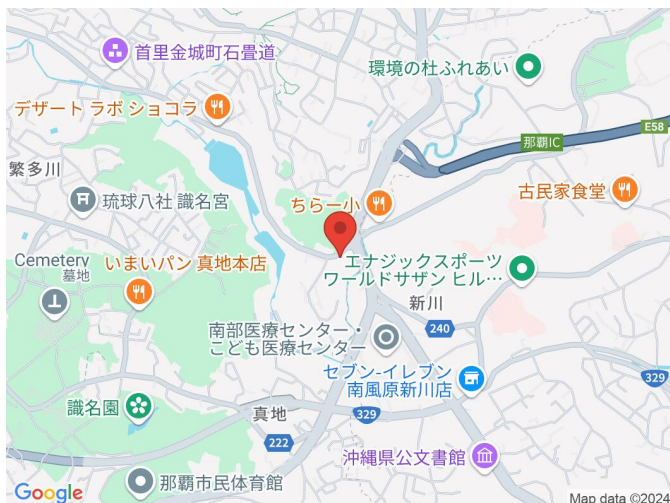 首里金城町石畳道
環境の杜ふれあい
デザート ラボ ショコラ
E58
那覇IC
繁多川
琉球八社 識名宮
ちらー小
古民家食堂
Cemetery
墓地
いまいパン 真地本店
エナジックスポーツ
ワールドサザン ヒル…
新川
240
南部医療センター・
こども医療センター
セブン-イレブン
南風原新川店
329
識名園
真地
329
222
沖縄県公文書館
那覇市民体育館
Google
Map data ©2024